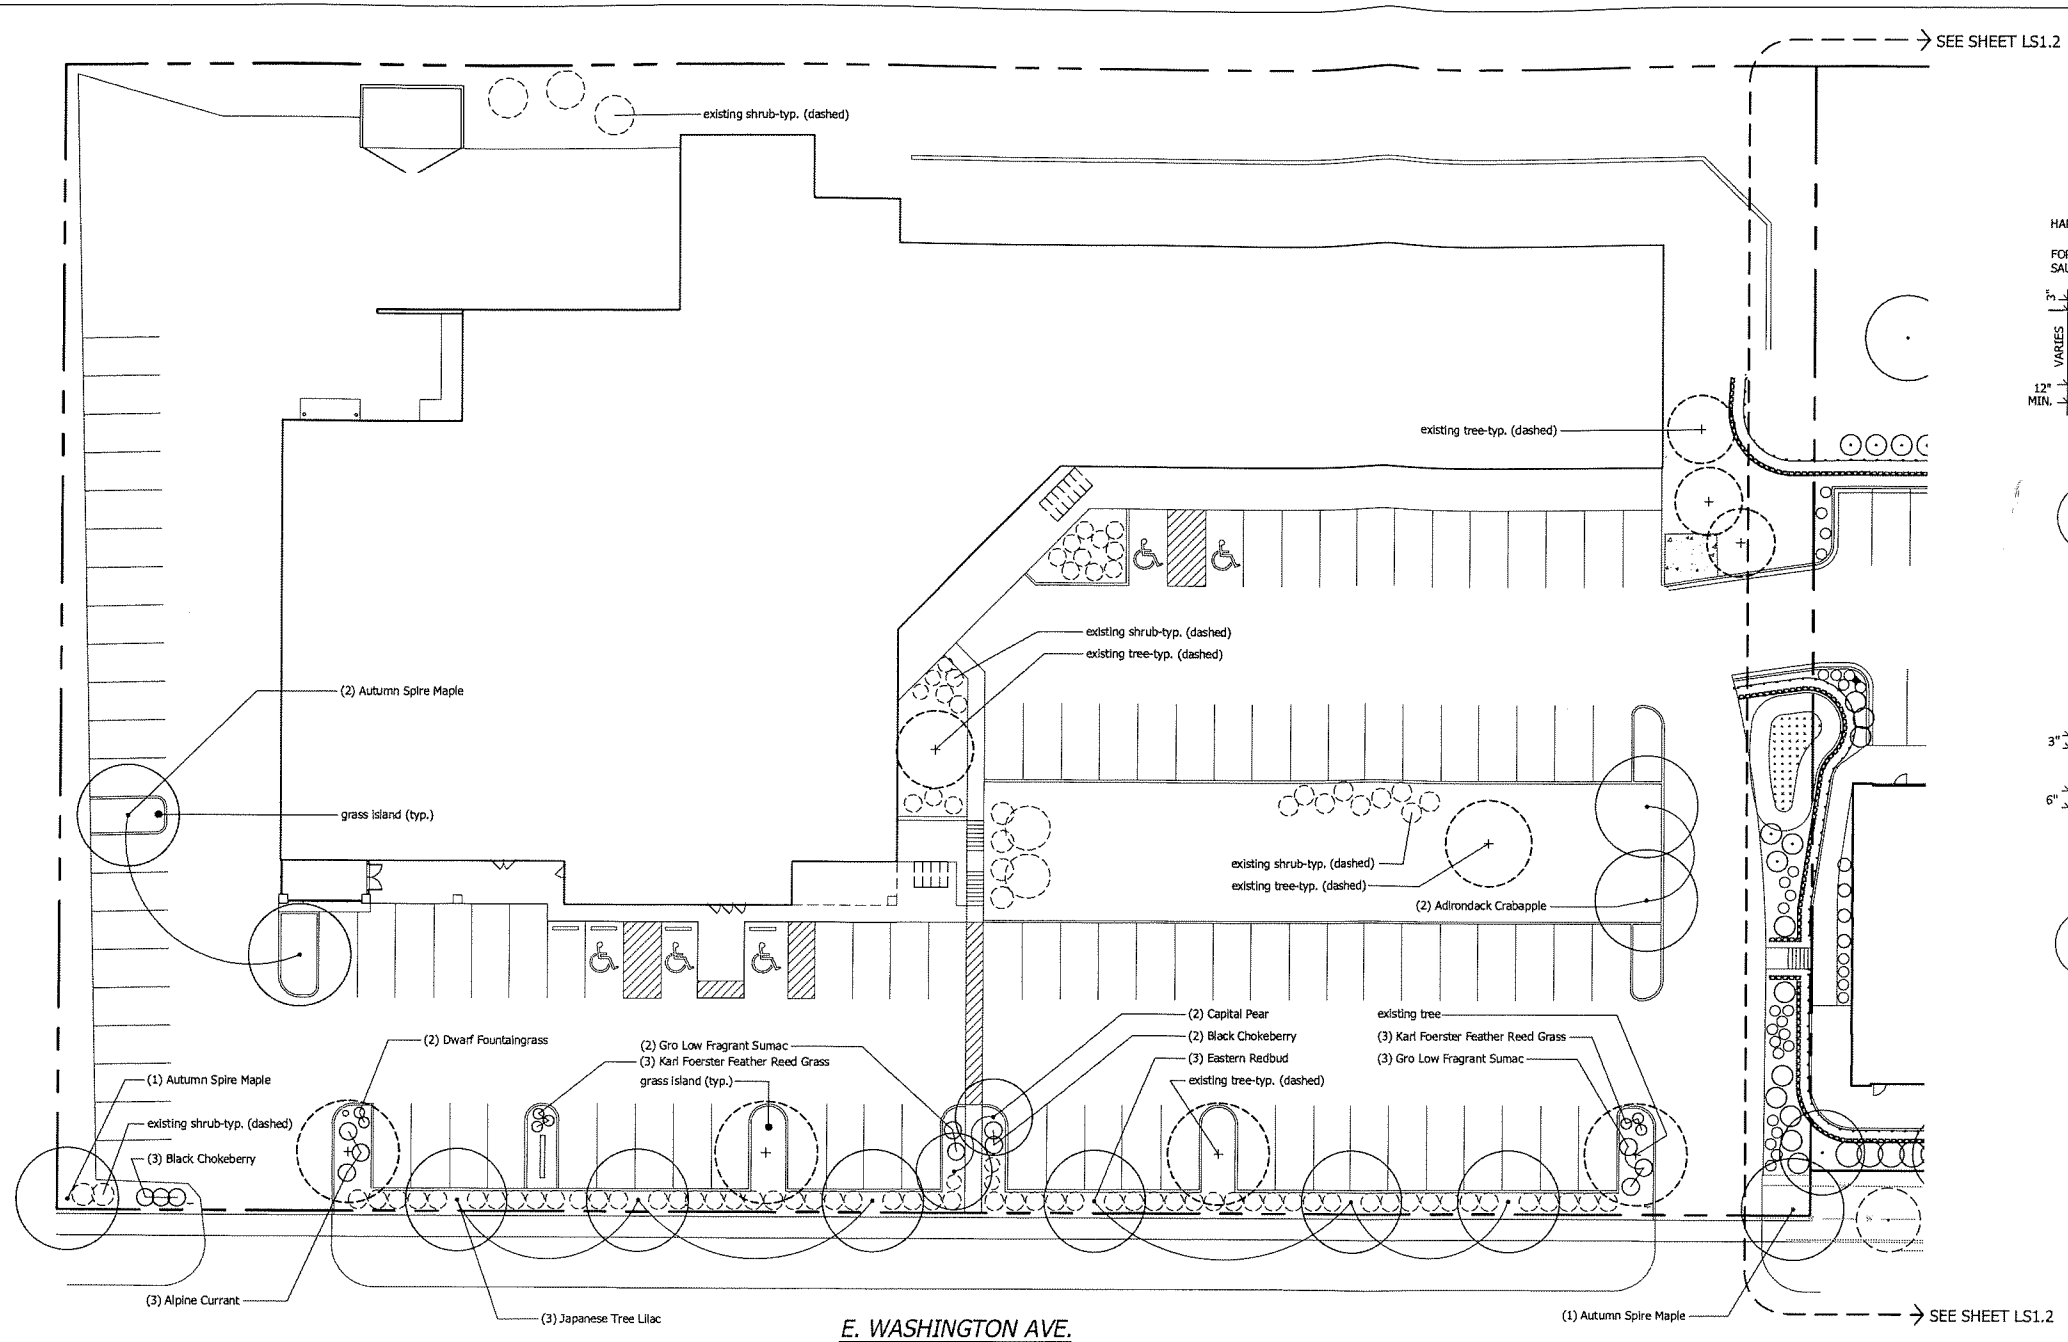 SEE SHEET LS1.2
existing shrub-typ. (dashed)
3"
VARIES
12"
MIN.
existing tree-typ. (dashed)
existing shrub-typ. (dashed)
existing tree-typ. (dashed)
(2) Autumn Spire Maple
3"
6"
grass island (typ.)
existing shrub-typ. (dashed)
existing tree-typ. (dashed)
(2) Adirondack Crabapple
(2) Capital Pear
existing tree
(2) Dwarf Fountaingrass
(2) Gro Low Fragrant Sumac
(2) Black Chokeberry
(3) Karl Foerster Feather Reed Grass
(3) Karl Foerster Feather Reed Grass
(3) Eastern Redbud
(3) Gro Low Fragrant Sumac
(1) Autumn Spire Maple
grass island (typ.)
existing tree-typ. (dashed)
existing shrub-typ. (dashed)
(3) Black Chokeberry
(3) Alpine Currant
(3) Japanese Tree Lilac
(1) Autumn Spire Maple
SEE SHEET LS1.2
E. WASHINGTON AVE.